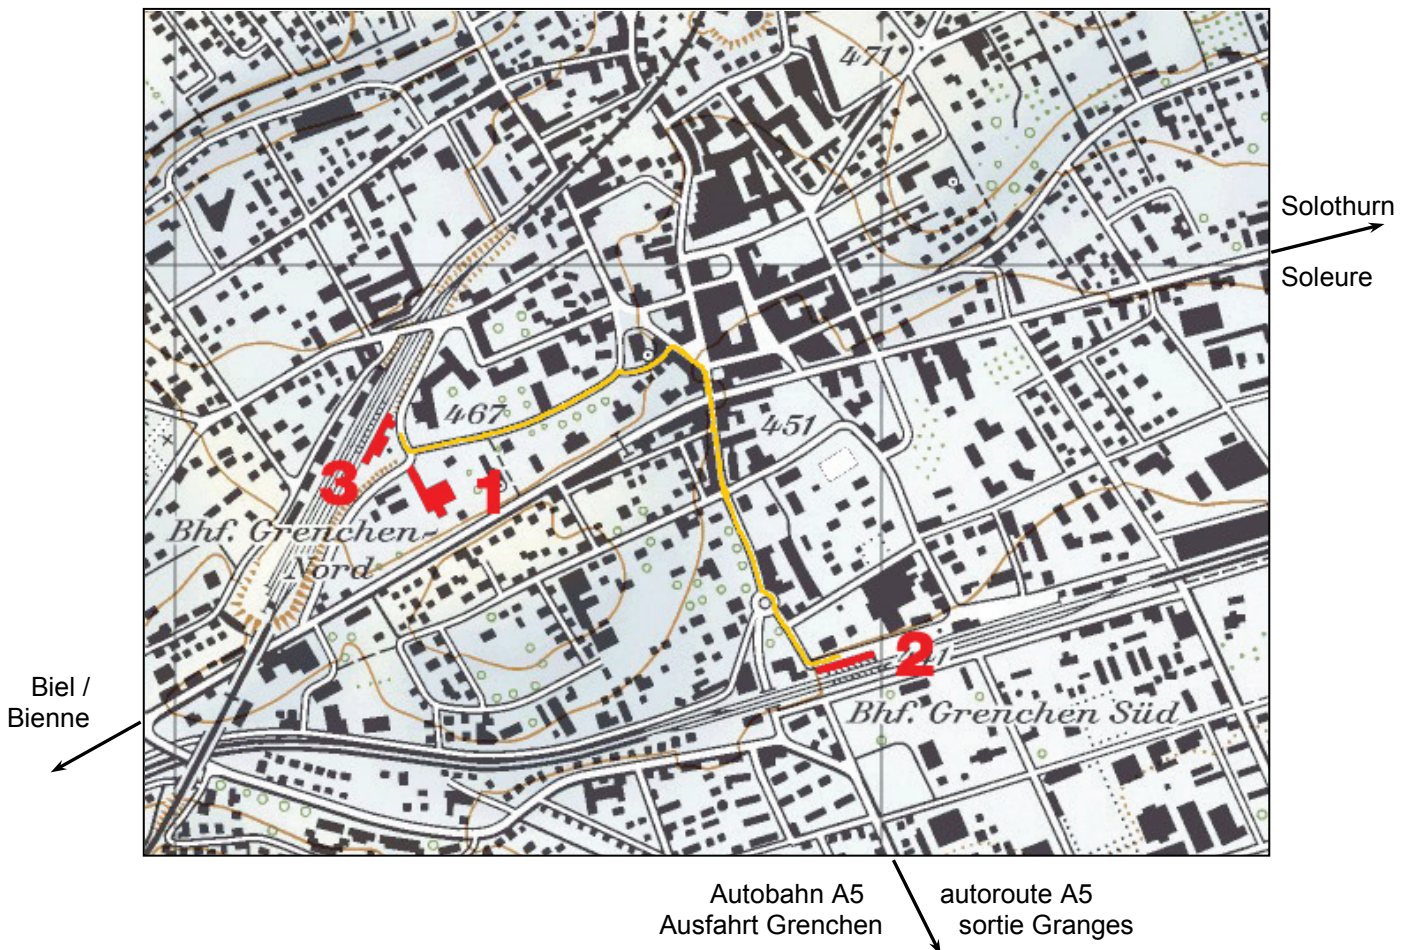 471
Solothurn
Soleure
467
451
3
1
Bhf. Grenchen-
Nord
2
441
Bhf. Grenchen Süd
Biel /
Bienne
Autobahn A5
Ausfahrt Grenchen
autoroute A5
sortie Granges